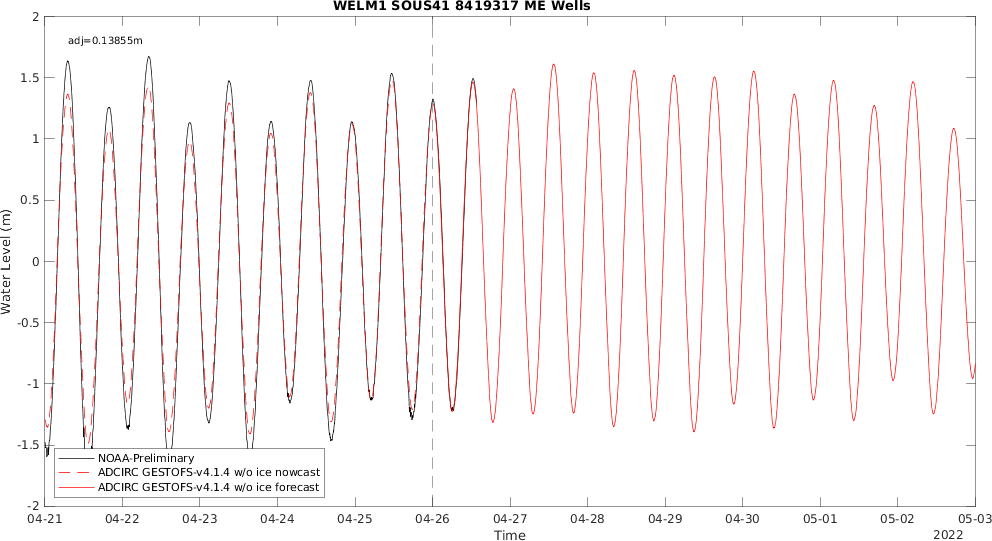 WELM1 SOUS41 8419317 ME Wells
adj=0.13855m
2
1.5
1
0.5
0
-0.5
-1
-1.5
-2
Water Level (m)
NOAA-Preliminary
ADCIRC GESTOFS-v4.1.4 w/o ice nowcast
ADCIRC GESTOFS-v4.1.4 w/o ice forecast
04-21 04-22 04-23 04-24 04-25 04-26 04-27 04-28 04-29 04-30 05-01 05-02 05-03
Time
2022